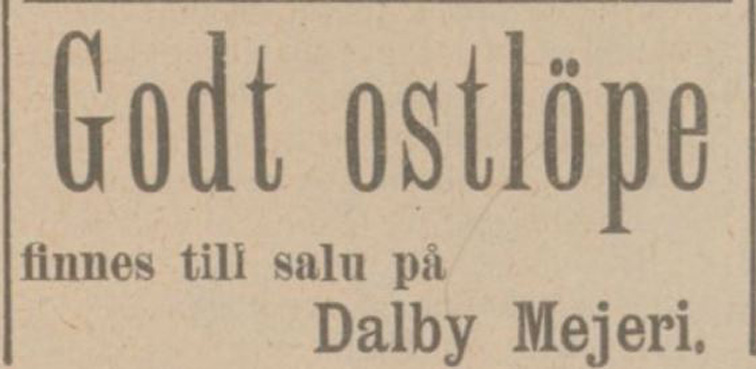 Godt ostlöpe
finnes till salu på
Dalby Mejeri.